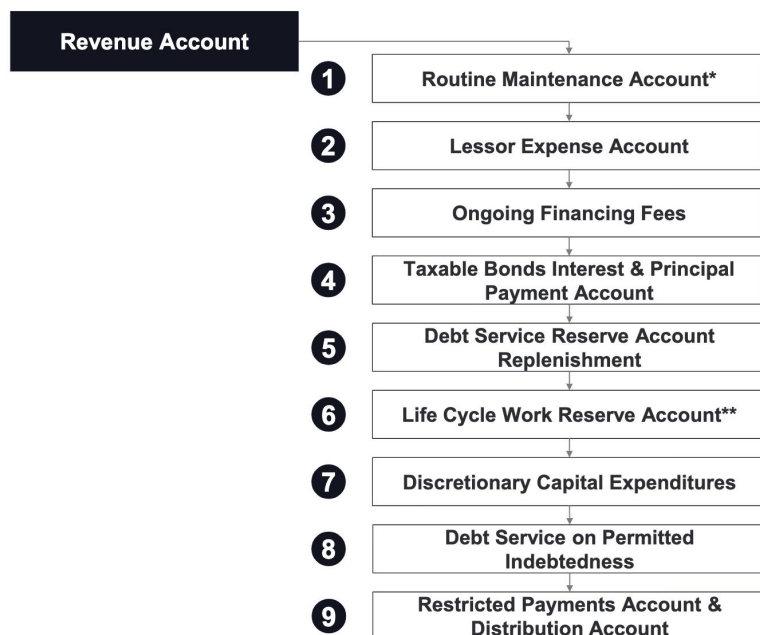 Revenue Account
1
Routine Maintenance Account*
2
Lessor Expense Account
3
Ongoing Financing Fees
4
Taxable Bonds Interest & Principal
Payment Account
5
Debt Service Reserve Account
Replenishment
6
Life Cycle Work Reserve Account**
7
Discretionary Capital Expenditures
8
Debt Service on Permitted
Indebtedness
9
Restricted Payments Account &
Distribution Account